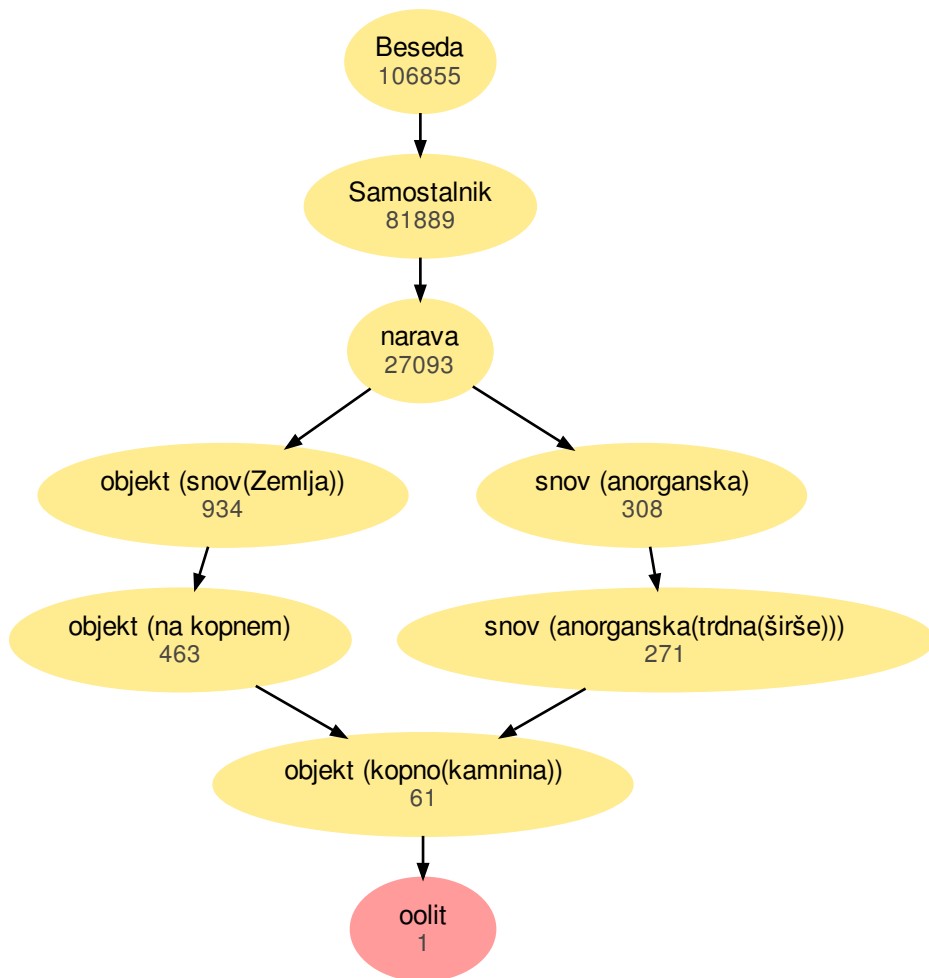 Beseda
106855
Samostalnik
81889
narava
27093
objekt (snov(Zemlja))
934
snov (anorganska)
308
objekt (na kopnem)
463
snov (anorganska(trdna(širše)))
271
objekt (kopno(kamnina))
61
oolit
1